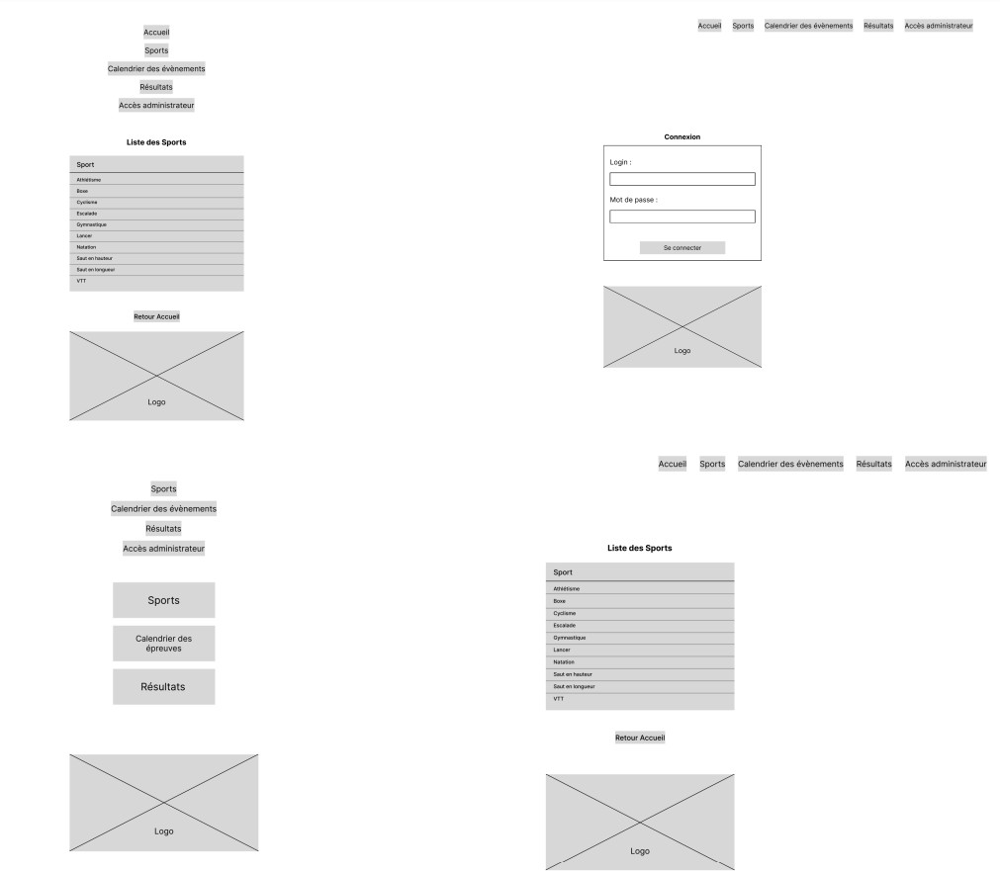 Accueil
Sports
Calendrier des évènements
Résultats
Accès administrateur
Liste des Sports
Sport
Athlétisme
Boxe
Cyclisme
Escalade
Gymnastique
Lancer
Natation
Saut en hauteur
Saut en longueur
VTT
Retour Accueil
Logo
Accueil Sports Calendrier des évènements Résultats Accès administrateur
Connexion
Login :
Mot de passe :
Se connecter
Logo
Sports
Calendrier des évènements
Résultats
Accès administrateur
Sports
Calendrier des
épreuves
Résultats
Logo
Accueil Sports Calendrier des évènements Résultats Accès administrateur
Liste des Sports
Sport
Athlétisme
Boxe
Cyclisme
Escalade
Gymnastique
Lancer
Natation
Saut en hauteur
Saut en longueur
VTT
Retour Accueil
Logo